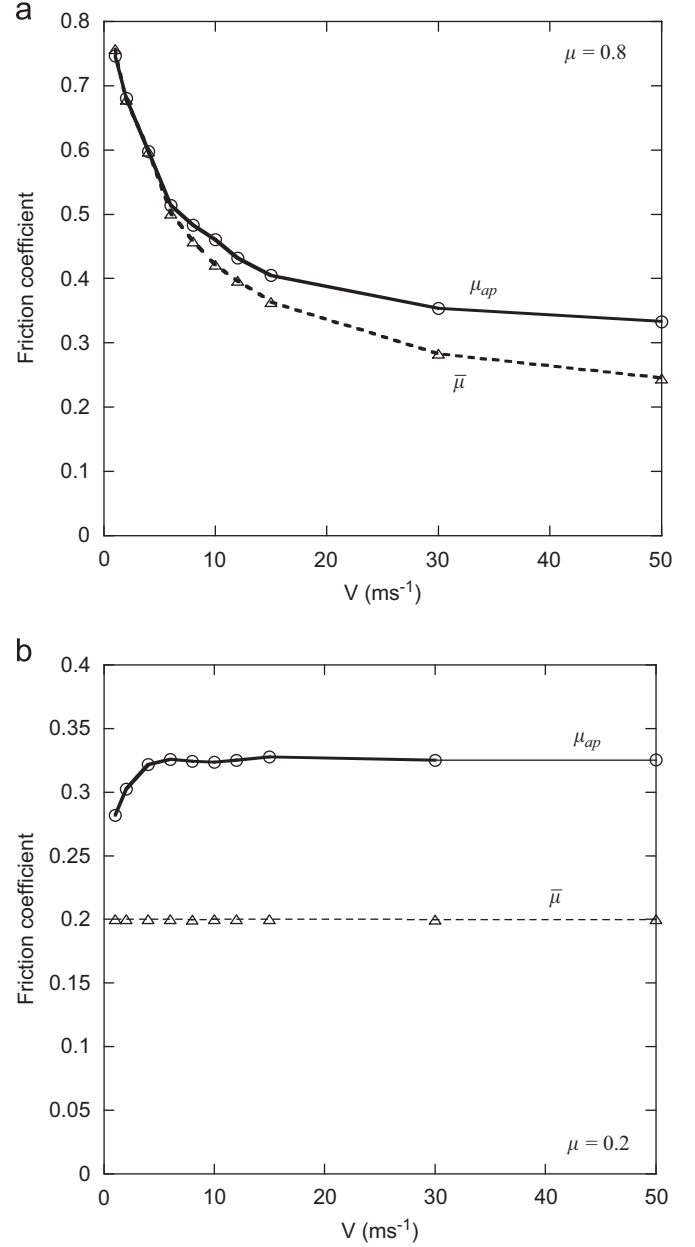 a
0.8
μ = 0.8
0.7
0.6
Friction coefficient
0.5
0.4
μap
0.3
μ̄
0.2
0.1
0
0 10 20 30 40 50
V (ms-1)
b
0.4
0.35
μap
0.3
0.25
Friction coefficient
μ̄
0.2
0.15
0.1
0.05
μ = 0.2
0
0 10 20 30 40 50
V (ms-1)